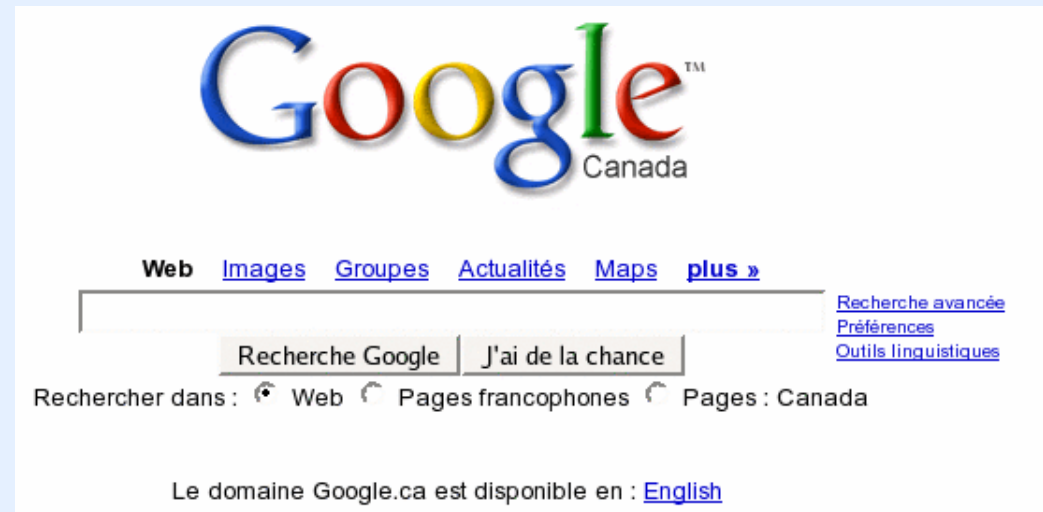 Google™
Canada
Web Images Groupes Actualités Maps plus »
Recherche avancée
Préférences
Outils linguistiques
Recherche Google J'ai de la chance
Rechercher dans : Web Pages francophones Pages : Canada
Le domaine Google.ca est disponible en : English